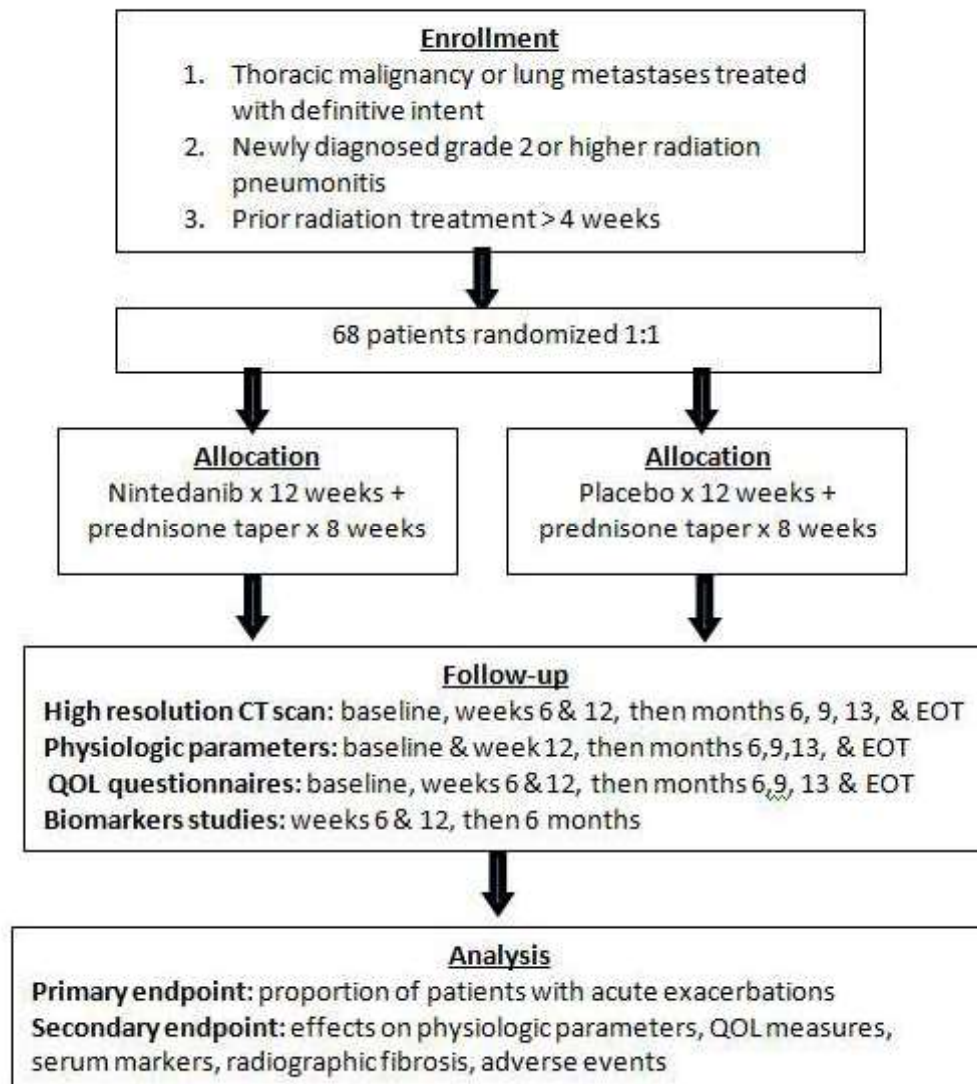 Enrollment
1. Thoracic malignancy or lung metastases treated
with definitive intent
2. Newly diagnosed grade 2 or higher radiation
pneumonitis
3. Prior radiation treatment > 4 weeks
68 patients randomized 1:1
Allocation
Nintedanib x 12 weeks +
prednisone taper x 8 weeks
Allocation
Placebo x 12 weeks +
prednisone taper x 8 weeks
Follow-up
High resolution CT scan: baseline, weeks 6 & 12, then months 6, 9, 13, & EOT
Physiologic parameters: baseline & week 12, then months 6,9,13, & EOT
QOL questionnaires: baseline, weeks 6 & 12, then months 6,9, 13 & EOT
Biomarkers studies: weeks 6 & 12, then 6 months
Analysis
Primary endpoint: proportion of patients with acute exacerbations
Secondary endpoint: effects on physiologic parameters, QOL measures,
serum markers, radiographic fibrosis, adverse events